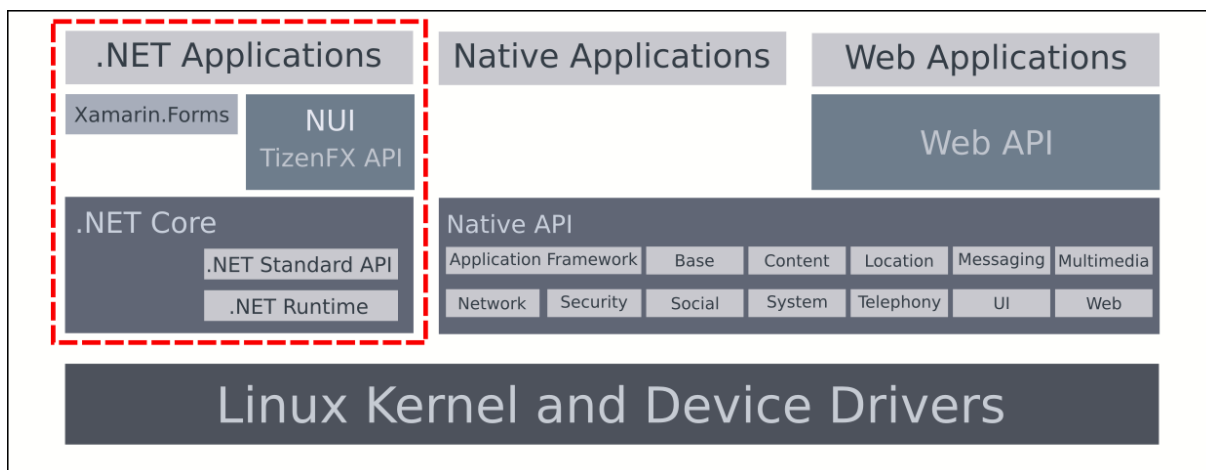 .NET Applications
Native Applications
Web Applications
Xamarin.Forms
NUI
TizenFX API
Web API
.NET Core
.NET Standard API
.NET Runtime
Native API
Application Framework
Base
Content
Location
Messaging
Multimedia
Network
Security
Social
System
Telephony
UI
Web
Linux Kernel and Device Drivers